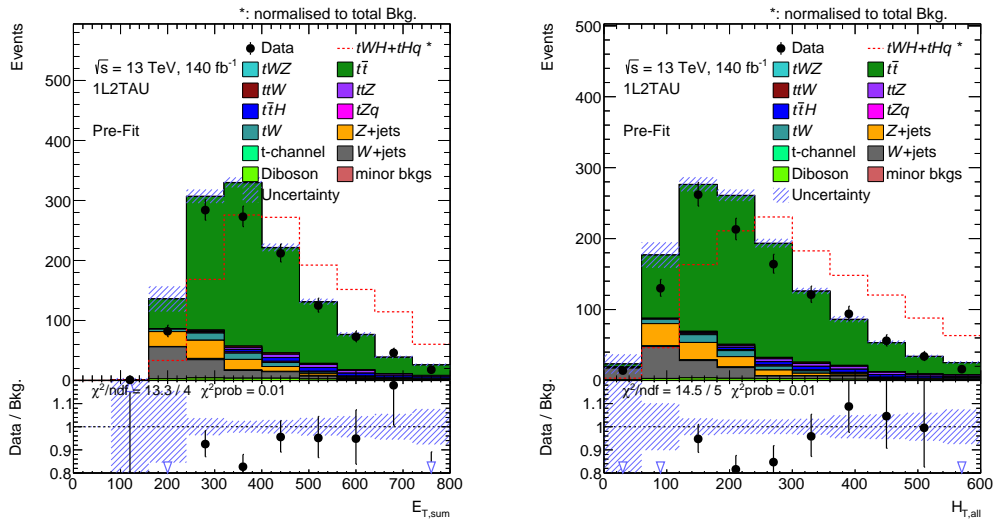 *: normalised to total Bkg.
Events
600
500
400
300
200
100
0
√s = 13 TeV, 140 fb⁻¹
1L2TAU
Pre-Fit
Data
tWH+tHq *
tWZ
tt̄
ttW
ttZ
tt̄H
tZq
tW
Z+jets
t-channel
W+jets
Diboson
minor bkgs
Uncertainty
Data / Bkg.
χ²/ndf = 13.3 / 4 χ²prob = 0.01
1.1
1
0.9
0.8
0 100 200 300 400 500 600 700 800
E_T,sum
*: normalised to total Bkg.
Events
500
400
300
200
100
0
√s = 13 TeV, 140 fb⁻¹
1L2TAU
Pre-Fit
Data
tWH+tHq *
tWZ
tt̄
ttW
ttZ
tt̄H
tZq
tW
Z+jets
t-channel
W+jets
Diboson
minor bkgs
Uncertainty
Data / Bkg.
χ²/ndf = 14.5 / 5 χ²prob = 0.01
1.1
1
0.9
0.8
0 100 200 300 400 500 600
H_T,all